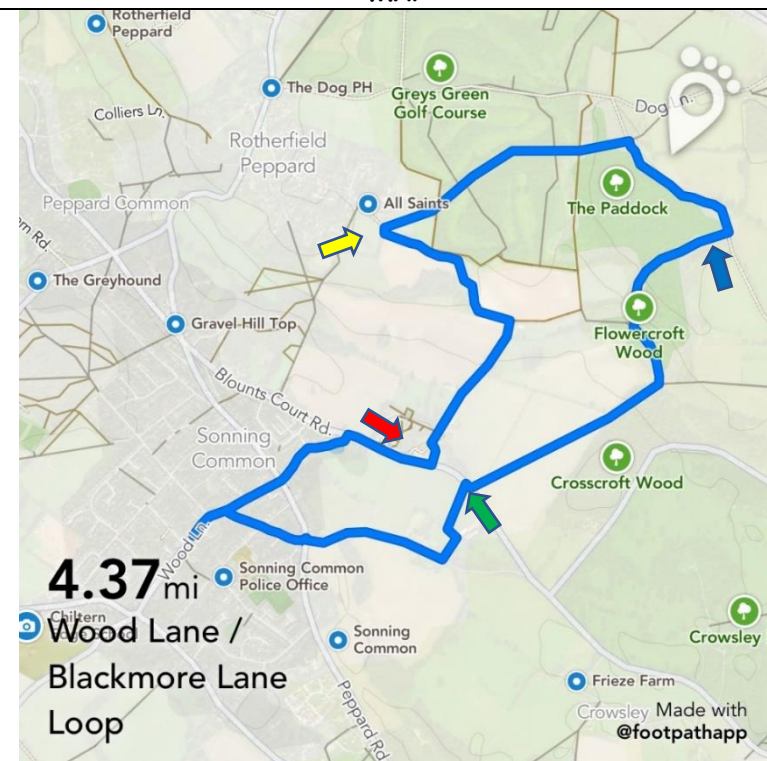 Rotherfield
Peppard
The Dog PH
Greys Green
Golf Course
Dog Ln.
Colliers Ln.
Rotherfield
Peppard
Peppard Common
All Saints
The Paddock
The Greyhound
Gravel Hill Top
Flowercroft
Wood
Blounts Court Rd.
Sonning
Common
Crosscroft Wood
Wood Ln.
4.37mi
Sonning Common
Police Office
Chiltern
Wood Lane /
Blackmore Lane
Loop
Sonning
Common
Peppard Rd
Crowsley
Frieze Farm
Crowsley
Made with
@footpathapp